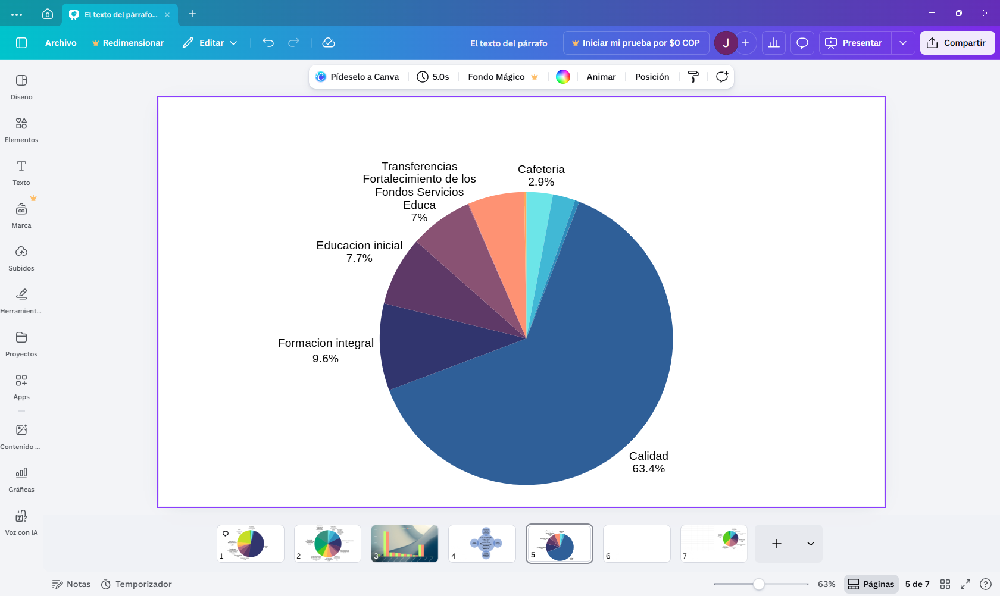 El texto del párrafo...
Archivo
Redimensionar
Editar
El texto del párrafo
Iniciar mi prueba por $0 COP
J
Presentar
Compartir
Pídeselo a Canva
5.0s
Fondo Mágico
Animar
Posición
Diseño
Elementos
Texto
CO
Marca
Subidos
Herramient...
Proyectos
Apps
Contenido ...
Gráficas
Voz con IA
Transferencias
Fortalecimiento de los
Fondos Servicios
Educa
7%
Cafeteria
2.9%
Educacion inicial
7.7%
Formacion integral
9.6%
Calidad
63.4%
1
2
3
4
5
6
7
Notas
Temporizador
63%
Páginas
5 de 7